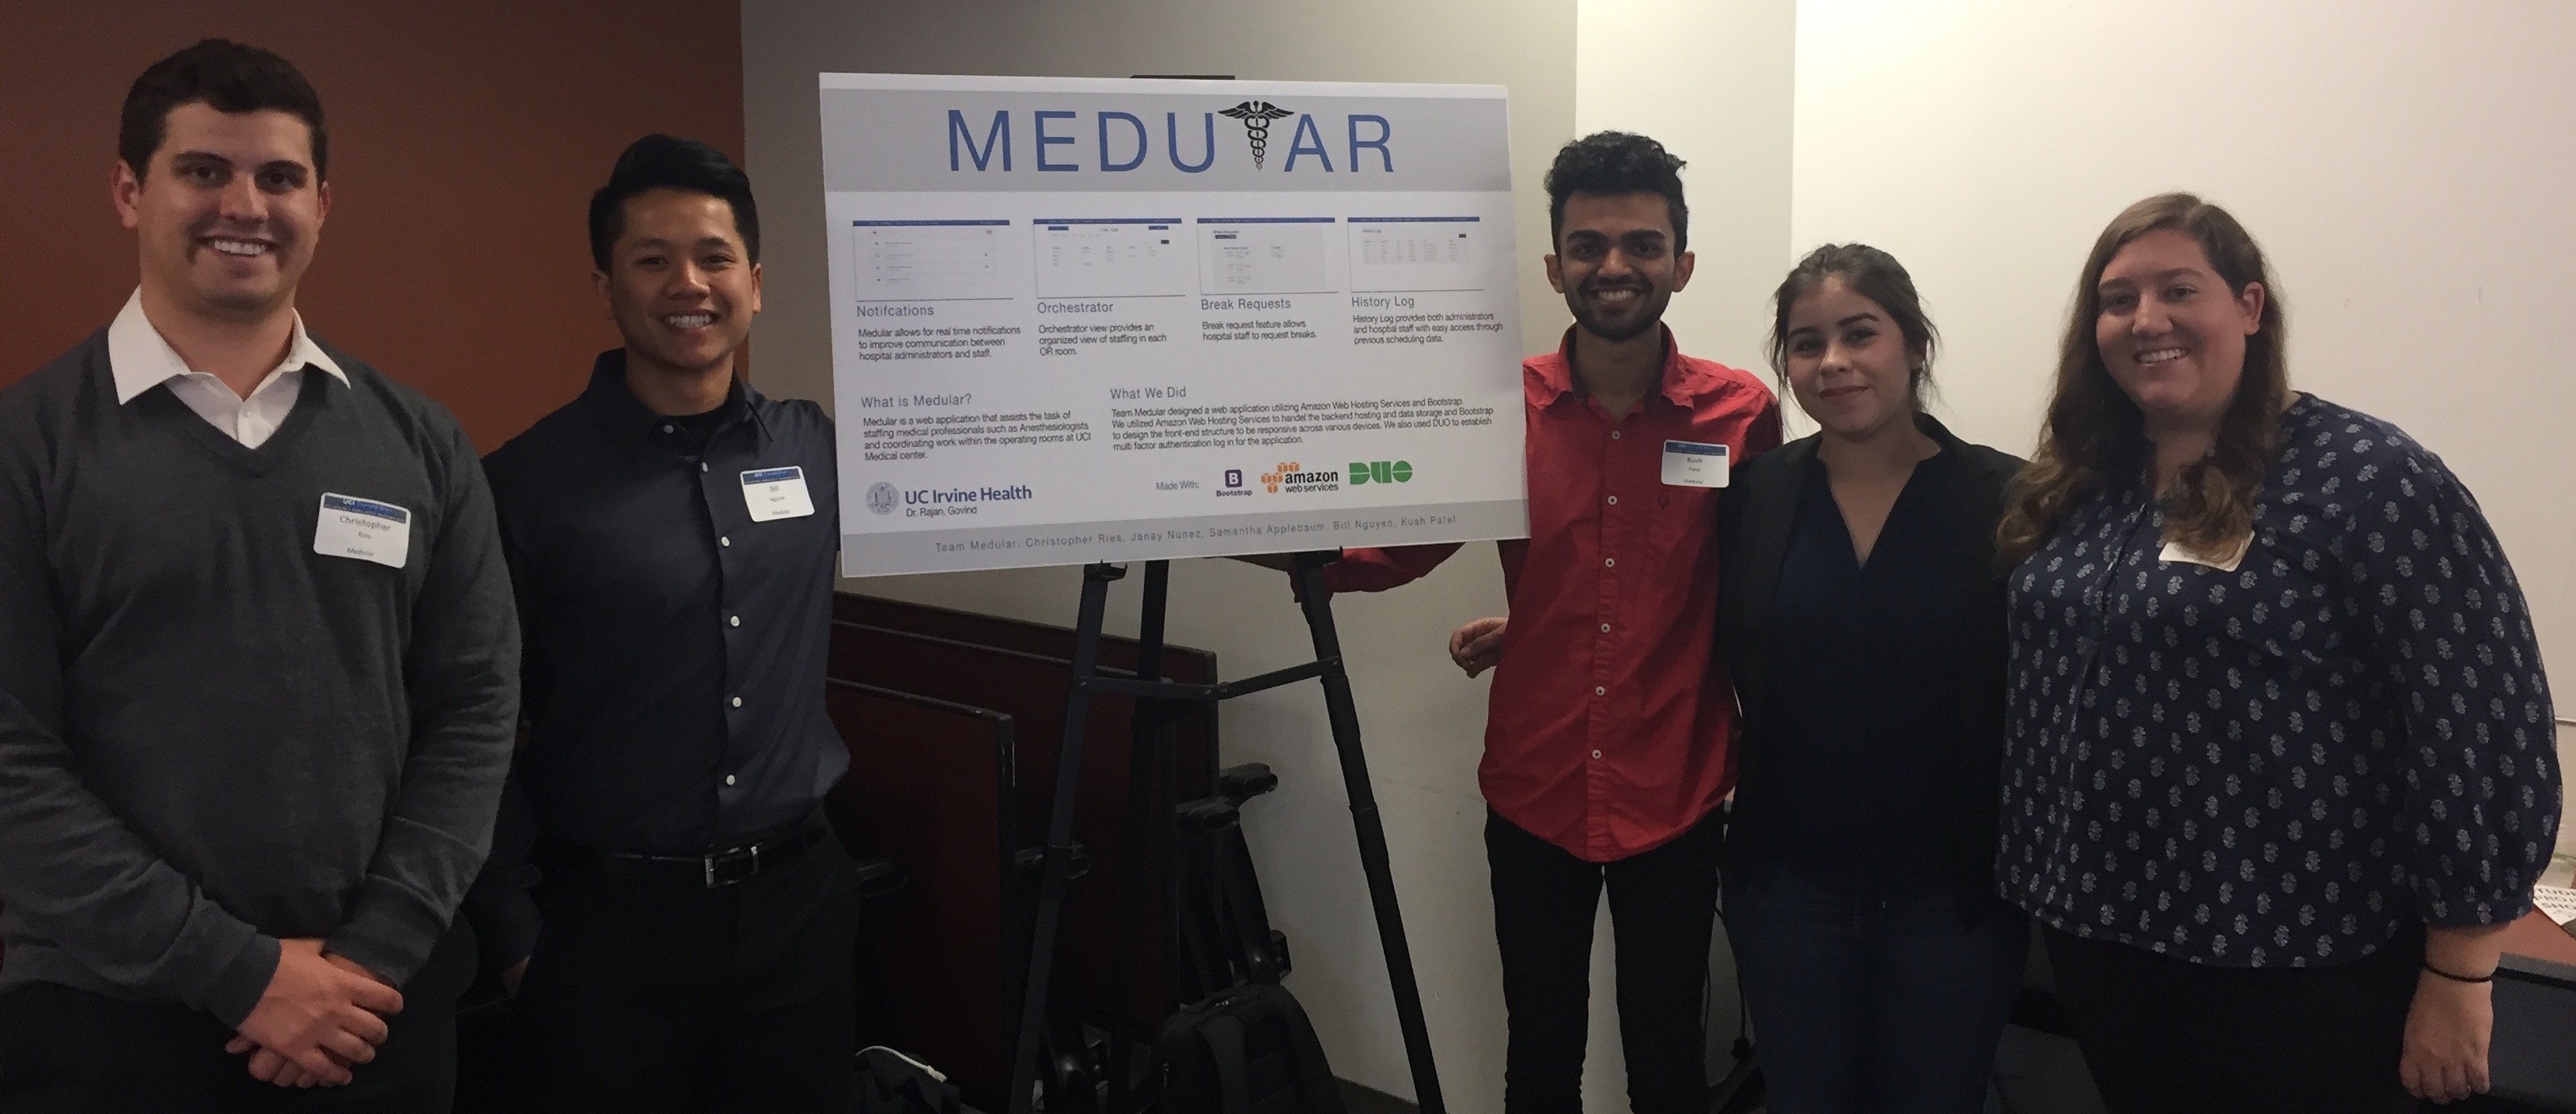 MEDU AR
Notifcations
Medular allows for real time notifications
to improve communication between
hospital administrators and staff.
Orchestrator
Orchestrator view provides an
organized view of staffing in each
OR room.
Break Requests
Break request feature allows
hospital staff to request breaks.
History Log
History Log provides both administrators
and hosptial staff with easy access through
previous scheduling data.
What is Medular?
Medular is a web application that assists the task of
staffing medical professionals such as Anesthesiologists
and coordinating work within the operating rooms at UCI
Medical center.
What We Did
Team Medular designed a web application utilizing Amazon Web Hosting Services and Bootstrap.
We utilized Amazon Web Hosting Services to handel the backend hosting and data storage and Bootstrap
to design the front-end structure to be responsive across various devices. We also used DUO to establish
multi factor authentication log in for the application.
UC Irvine Health
Dr. Rajan, Govind
Made With:
B
Bootstrap
amazon
web services
DUO
Team Medular: Christopher Ries, Janay Nunez, Samantha Applebaum, Bill Nguyen, Kush Patel
UCI
Christopher
Ries
Medular
Bill
Nguyen
Medular
Kush
Patel
Medular